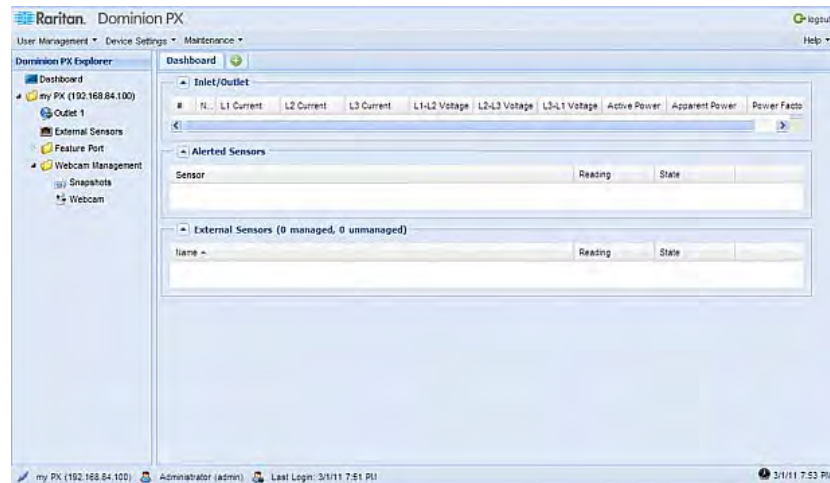 Raritan. Dominion PX
logout
User Management Device Settings Maintenance
Help
Dominion PX Explorer
Dashboard
my PX (192.168.84.100)
Outlet 1
External Sensors
Feature Port
Webcam Management
Snapshots
Webcam
Dashboard
Inlet/Outlet
# N... L1 Current L2 Current L3 Current L1-L2 Voltage L2-L3 Voltage L3-L1 Voltage Active Power Apparent Power Power Facto
Alerted Sensors
Sensor Reading State
External Sensors (0 managed, 0 unmanaged)
Name Reading State
my PX (192.168.84.100) Administrator (admin) Last Login: 3/1/11 7:51 PM
3/1/11 7:53 PM